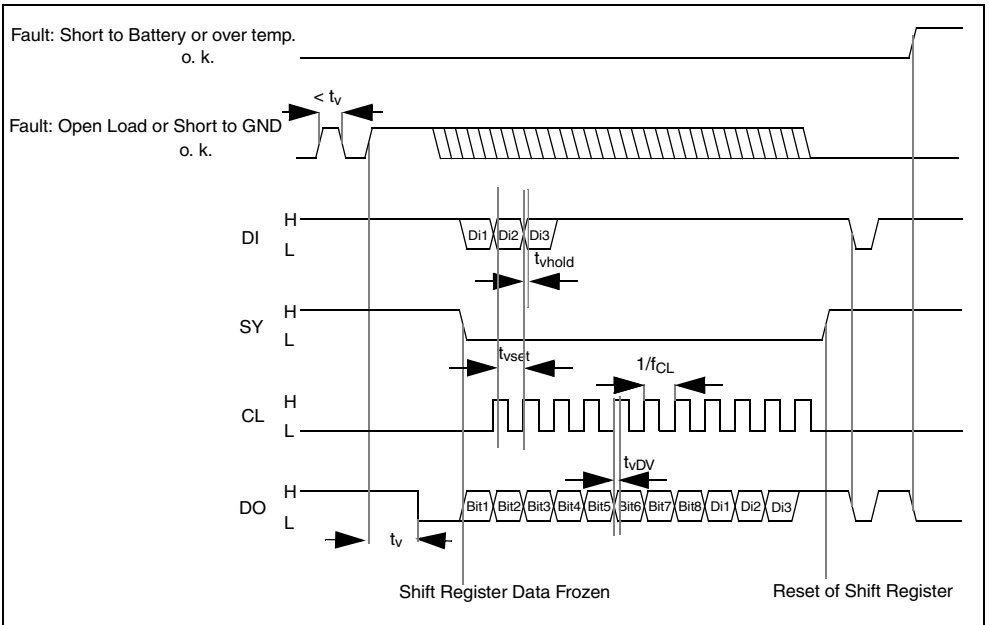 Fault: Short to Battery or over temp.
o. k.
< tv
Fault: Open Load or Short to GND
o. k.
H
DI
L
Di1 Di2 Di3
tvhold
H
SY
L
tvset
1/fCL
H
CL
L
tvDV
H
DO
L
Bit1 Bit2 Bit3 Bit4 Bit5 Bit6 Bit7 Bit8 Di1 Di2 Di3
tv
Shift Register Data Frozen
Reset of Shift Register